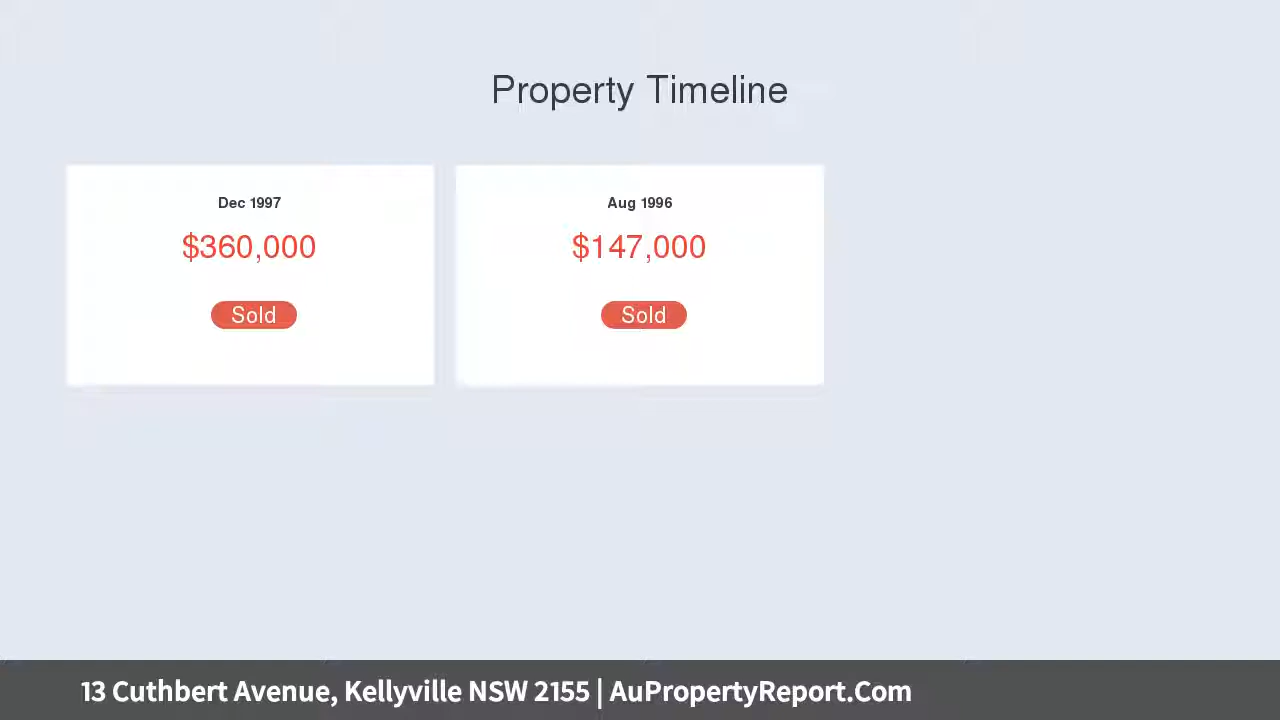 Property Timeline
Dec 1997
$360,000
Sold
Aug 1996
$147,000
Sold
13 Cuthbert Avenue, Kellyville NSW 2155 | AuPropertyReport.Com